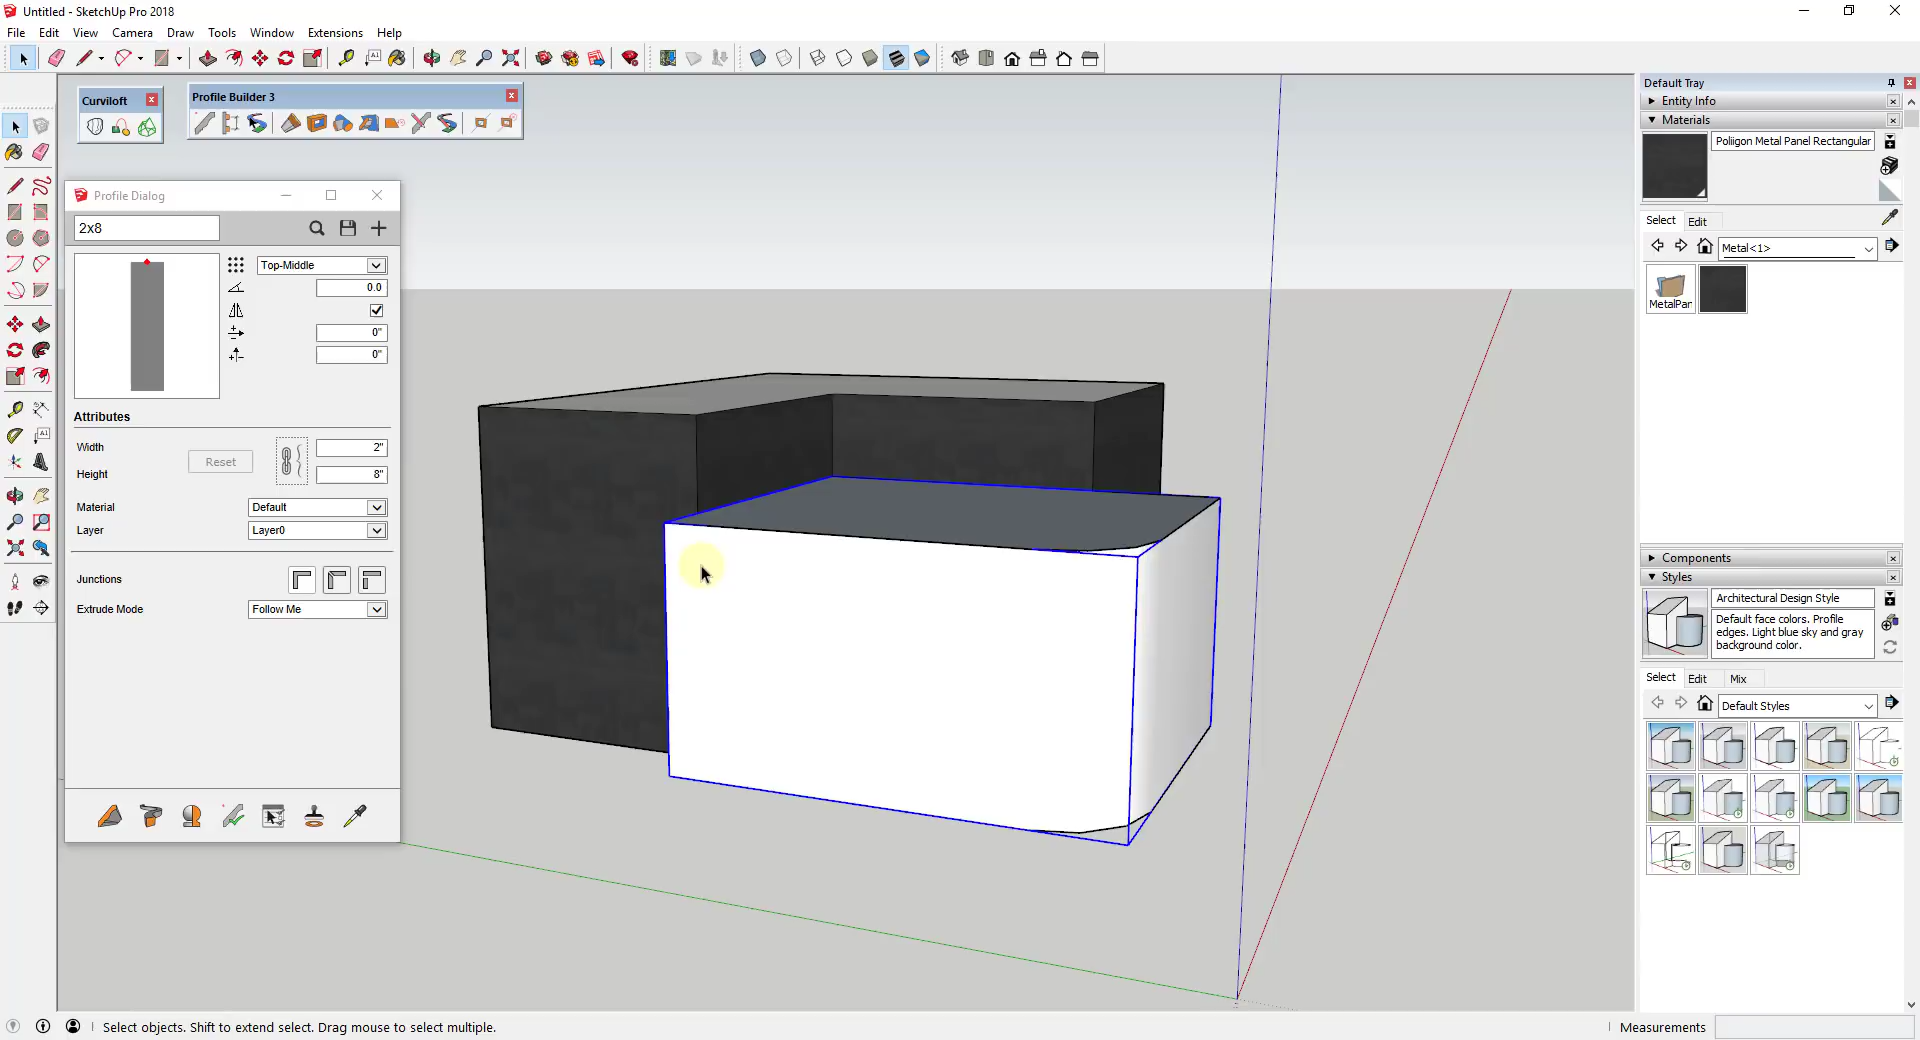 Untitled - SketchUp Pro 2018
File Edit View Camera Draw Tools Window Extensions Help
Curviloft
Profile Builder 3
Profile Dialog
2x8
Top-Middle
0.0
0"
0"
Attributes
Width 2"
Reset
Height 8"
Material Default
Layer Layer0
Junctions
Extrude Mode Follow Me
Default Tray
Entity Info
Materials
Poliigon Metal Panel Rectangular
Select Edit
Metal<1>
MetalPar
Components
Styles
Architectural Design Style
Default face colors. Profile
edges. Light blue sky and gray
background color.
Select Edit Mix
Default Styles
Select objects. Shift to extend select. Drag mouse to select multiple.
Measurements